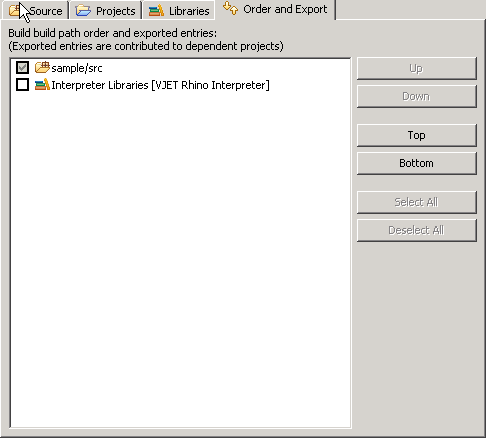 Source Projects Libraries Order and Export
Build build path order and exported entries:
(Exported entries are contributed to dependent projects)
sample/src
Interpreter Libraries [VJET Rhino Interpreter]
Up
Down
Top
Bottom
Select All
Deselect All